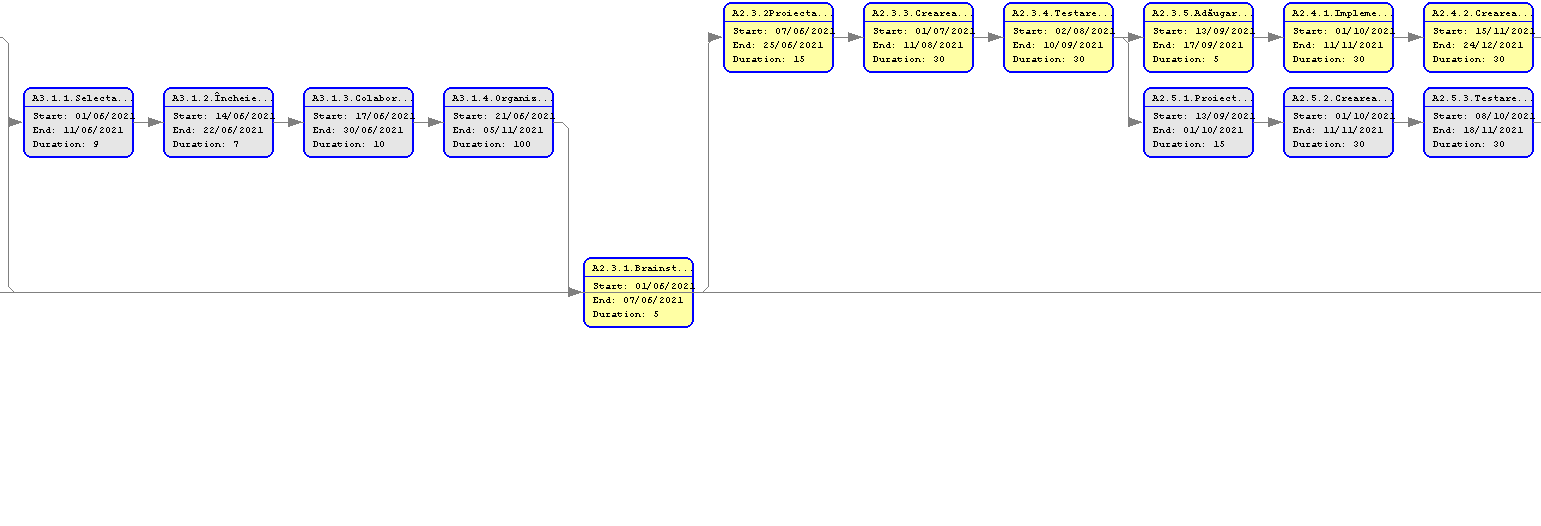 A2.3.2Proiecta...
Start: 07/06/2021
End: 25/06/2021
Duration: 15
A2.3.3.Crearea...
Start: 01/07/2021
End: 11/08/2021
Duration: 30
A2.3.4.Testare...
Start: 02/08/2021
End: 10/09/2021
Duration: 30
A2.3.5.Adăugar...
Start: 13/09/2021
End: 17/09/2021
Duration: 5
A2.4.1.Impleme...
Start: 01/10/2021
End: 11/11/2021
Duration: 30
A2.4.2.Crearea...
Start: 15/11/2021
End: 24/12/2021
Duration: 30
A3.1.1.Selecta...
Start: 01/06/2021
End: 11/06/2021
Duration: 9
A3.1.2.Încheie...
Start: 14/06/2021
End: 22/06/2021
Duration: 7
A3.1.3.Colabor...
Start: 17/06/2021
End: 30/06/2021
Duration: 10
A3.1.4.Organiz...
Start: 21/06/2021
End: 05/11/2021
Duration: 100
A2.5.1.Proiect...
Start: 13/09/2021
End: 01/10/2021
Duration: 15
A2.5.2.Crearea...
Start: 01/10/2021
End: 11/11/2021
Duration: 30
A2.5.3.Testare...
Start: 08/10/2021
End: 18/11/2021
Duration: 30
A2.3.1.Brainst...
Start: 01/06/2021
End: 07/06/2021
Duration: 5